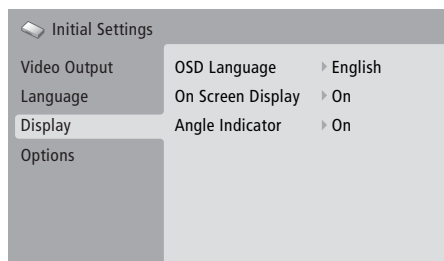 Initial Settings
Video Output
Language
Display
Options
OSD Language English
On Screen Display On
Angle Indicator On